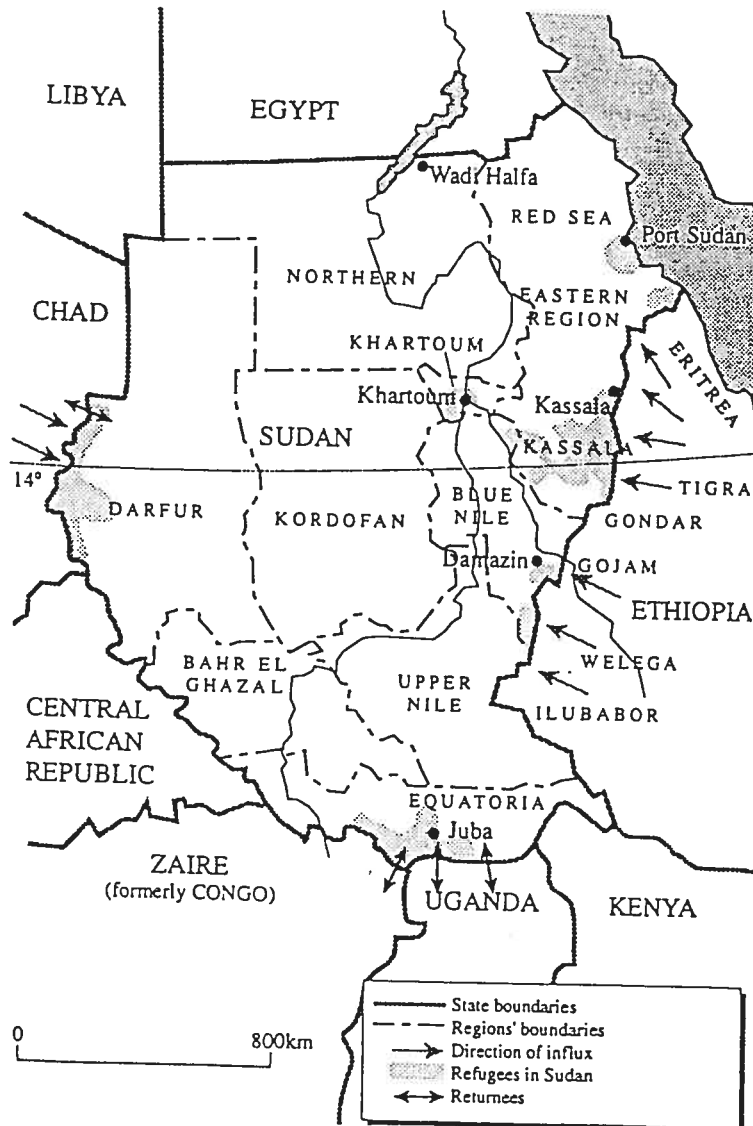 LIBYA
EGYPT
Wadi Halfa
RED SEA
Port Sudan
NORTHERN
CHAD
EASTERN
REGION
KHARTOUM
ERITREA
Khartoum
Kassala
SUDAN
KASSALA
14°
TIGRA
DARFUR
KORDOFAN
BLUE
NILE
GONDAR
Damazin
GOJAM
ETHIOPIA
BAHR EL
GHAZAL
WELEGA
UPPER
NILE
ILUBABOR
CENTRAL
AFRICAN
REPUBLIC
EQUATORIA
Juba
ZAIRE
(formerly CONGO)
UGANDA
KENYA
0
800km
State boundaries
Regions' boundaries
Direction of influx
Refugees in Sudan
Returnees